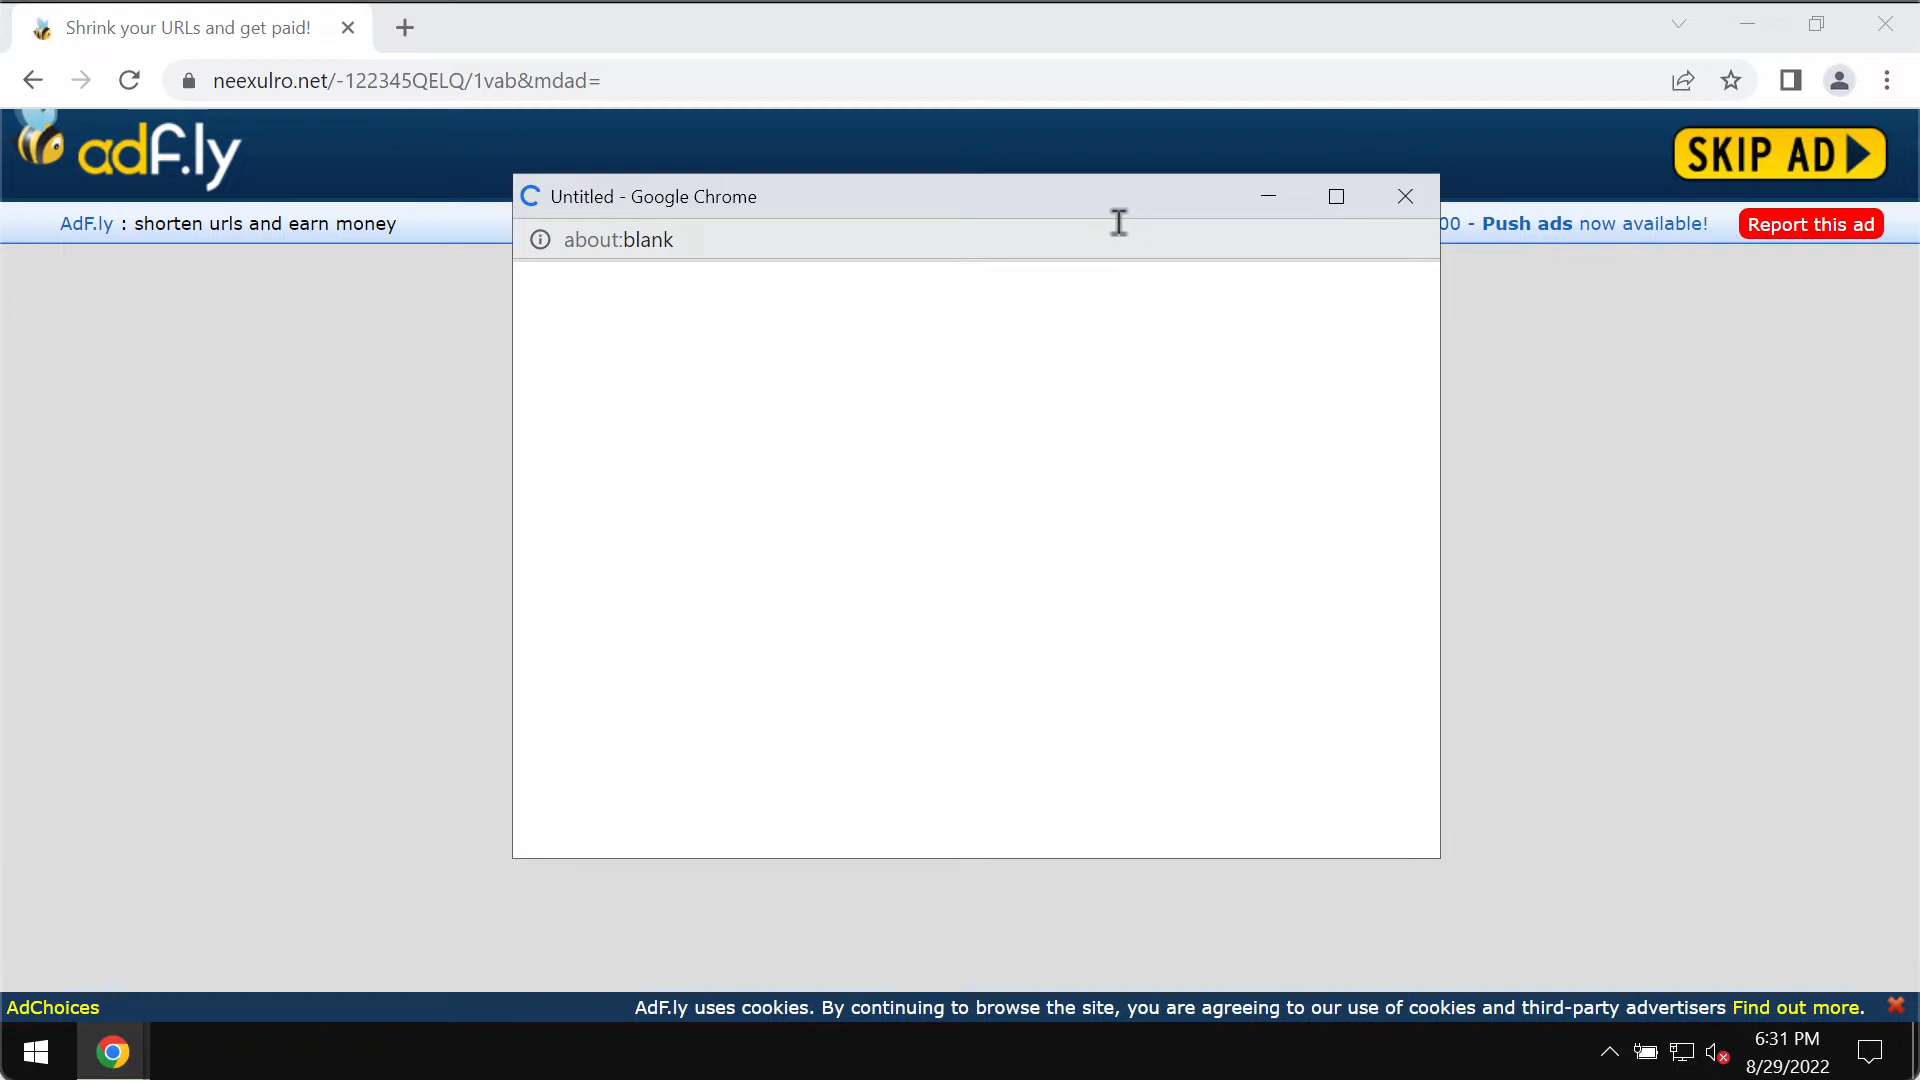 Shrink your URLs and get paid!
neexulro.net/-122345QELQ/1vab&mdad=
adf.ly
SKIP AD
Untitled - Google Chrome
AdF.ly : shorten urls and earn money
00 - Push ads now available!
Report this ad
about:blank
AdChoices
AdF.ly uses cookies. By continuing to browse the site, you are agreeing to our use of cookies and third-party advertisers Find out more.
6:31 PM
8/29/2022